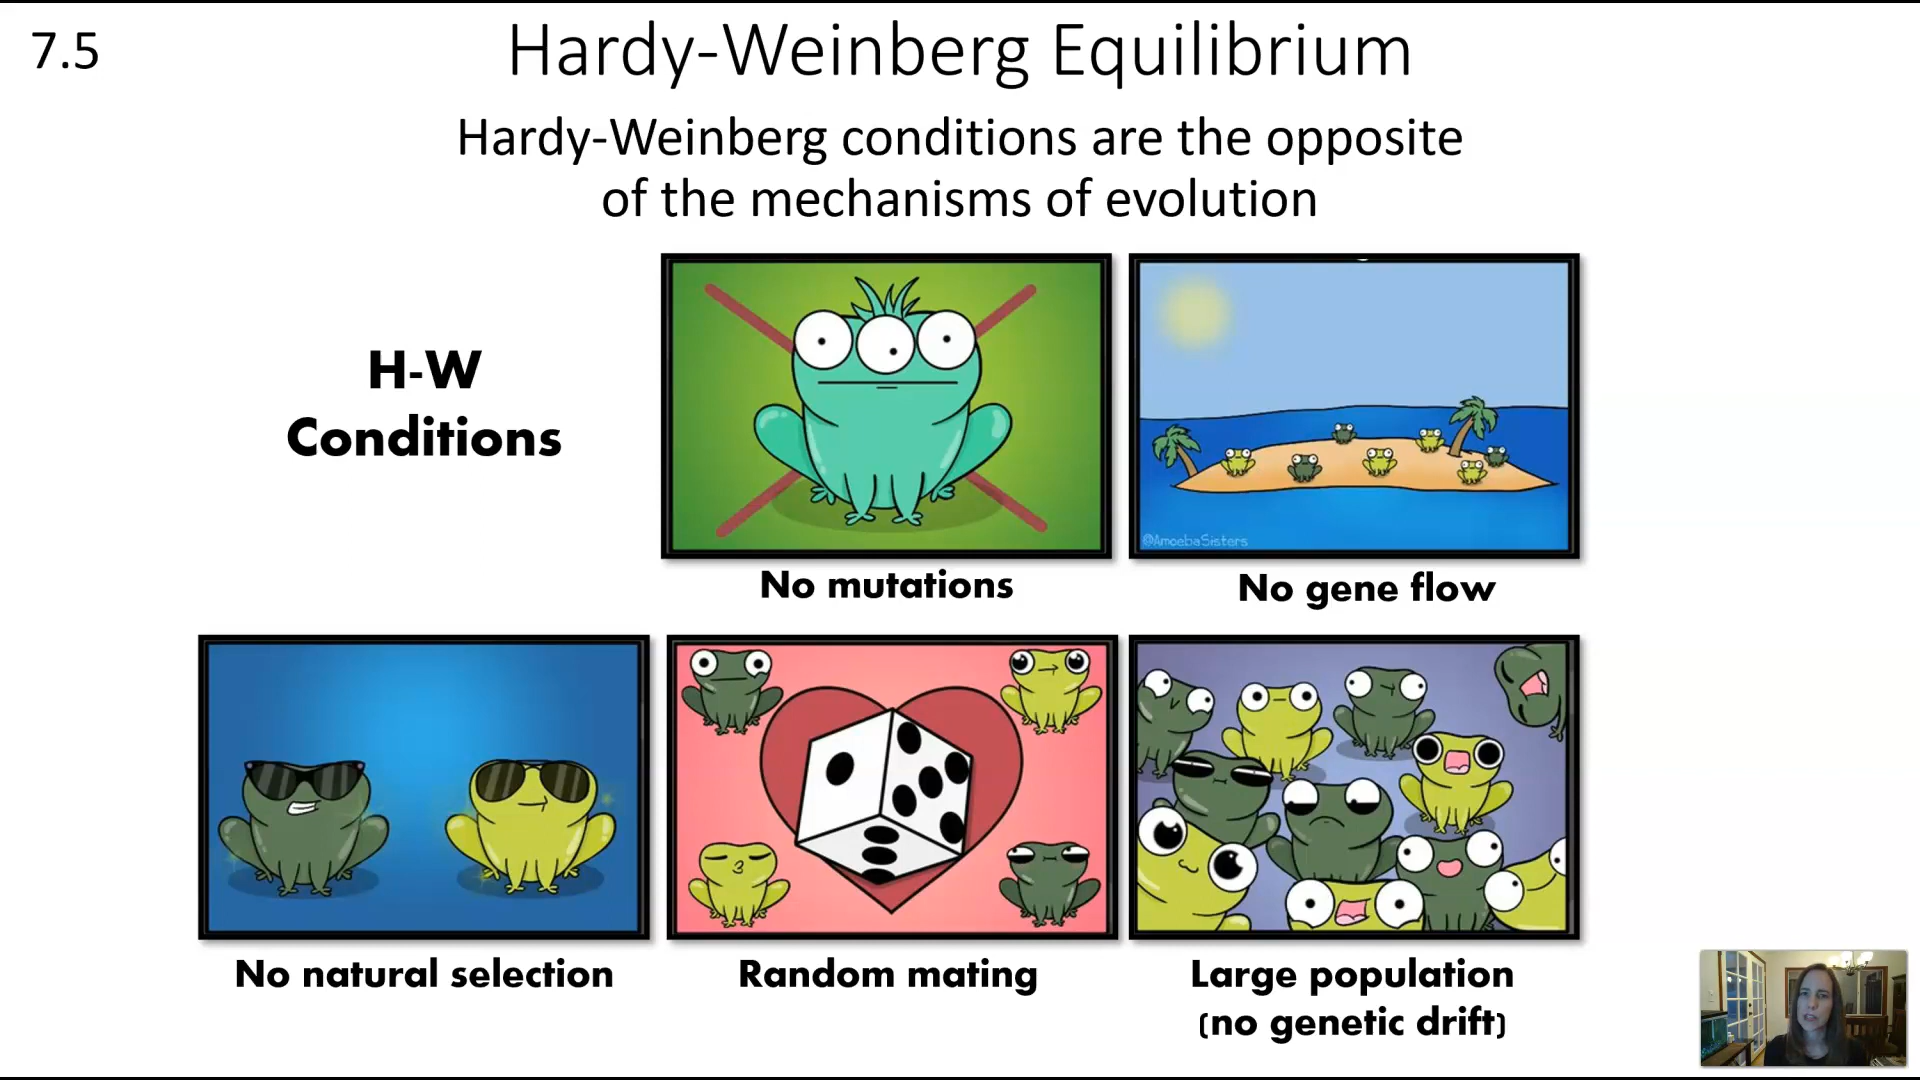 7.5
Hardy-Weinberg Equilibrium
Hardy-Weinberg conditions are the opposite
of the mechanisms of evolution
H-W
Conditions
@AmoebaSisters
No mutations
No gene flow
No natural selection
Random mating
Large population
(no genetic drift)